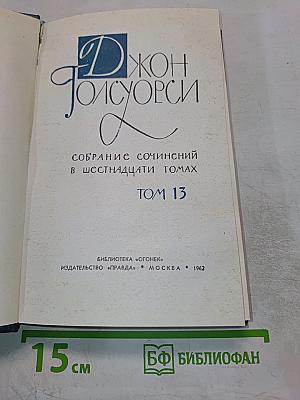 ДЖОН
ГОЛСУОРСИ
СОБРАНИЕ СОЧИНЕНИЙ
В ШЕСТНАДЦАТИ ТОМАХ
ТОМ 13
БИБЛИОТЕКА «ОГОНЕК»
ИЗДАТЕЛЬСТВО «ПРАВДА» • МОСКВА • 1962
15 см
БФ БИБЛИОФАН